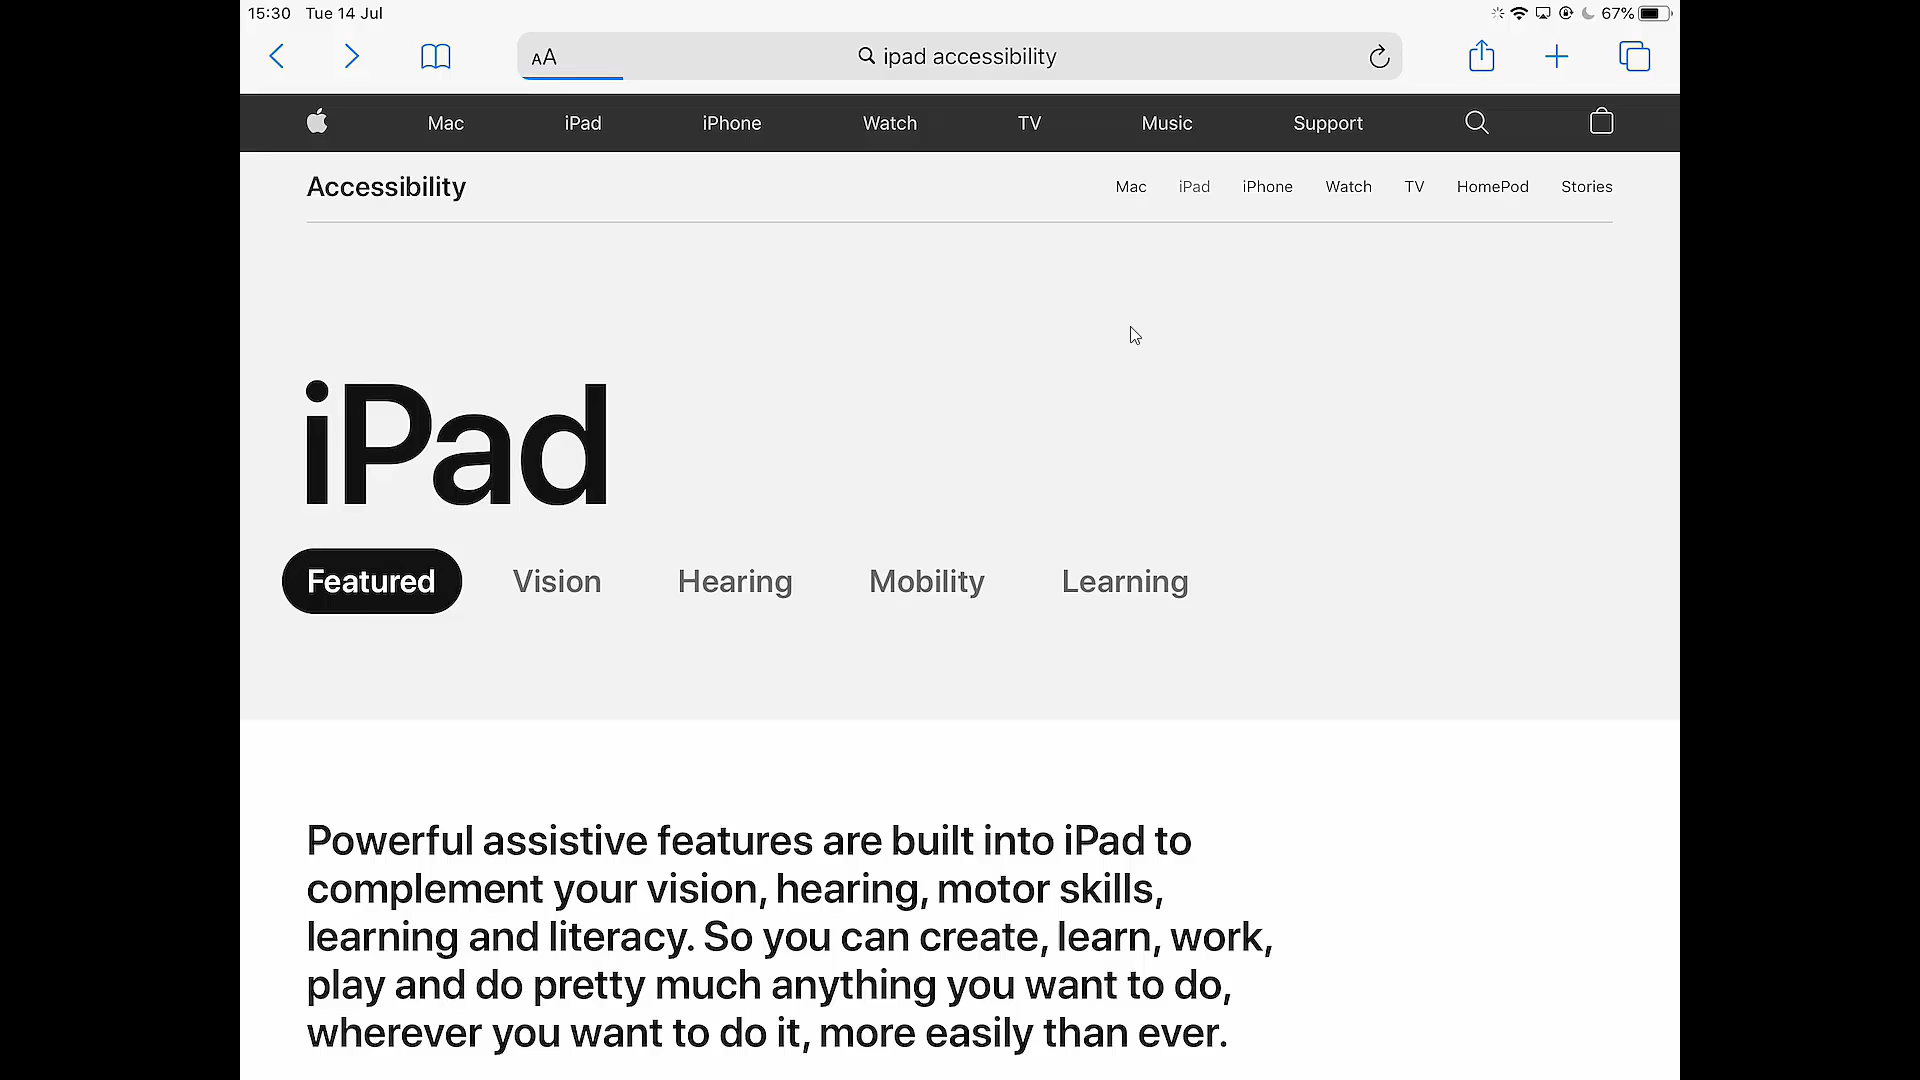 15:30 Tue 14 Jul 67%
AA ipad accessibility
Mac iPad iPhone Watch TV Music Support
Accessibility Mac iPad iPhone Watch TV HomePod Stories
iPad
Featured Vision Hearing Mobility Learning
Powerful assistive features are built into iPad to
complement your vision, hearing, motor skills,
learning and literacy. So you can create, learn, work,
play and do pretty much anything you want to do,
wherever you want to do it, more easily than ever.